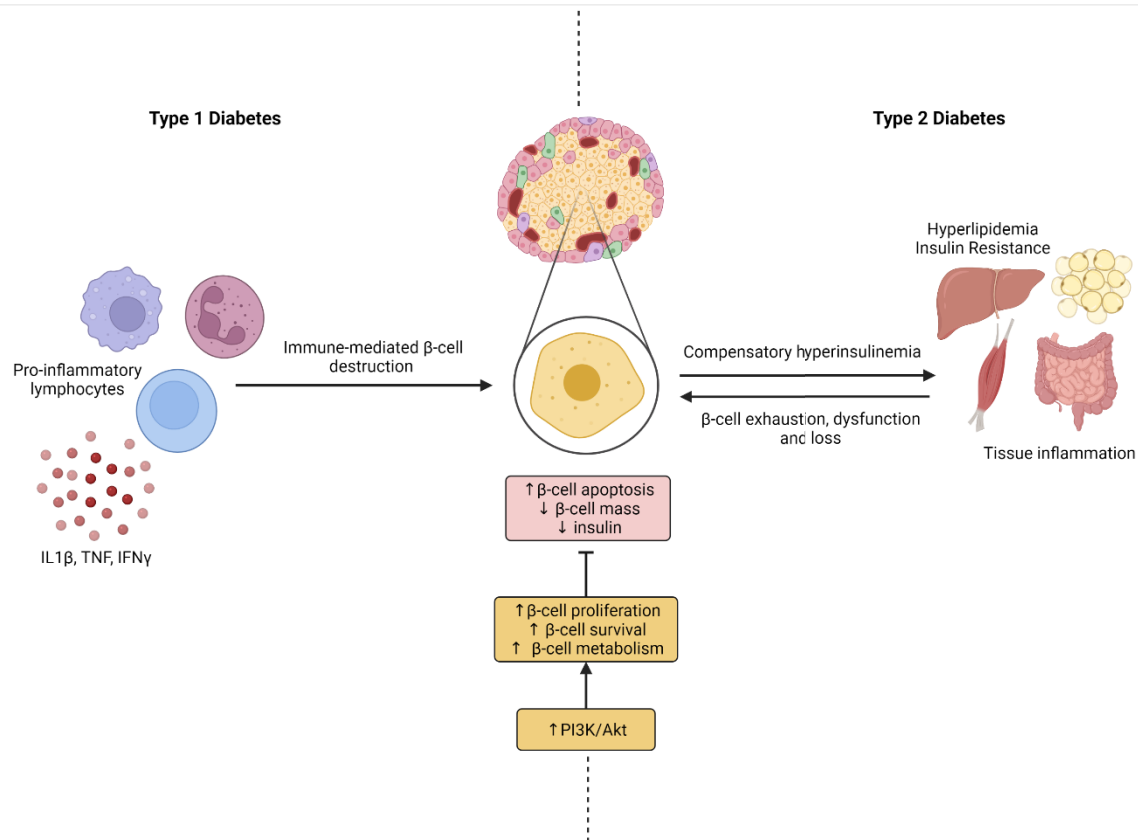 Type 1 Diabetes
Type 2 Diabetes
Hyperlipidemia
Insulin Resistance
Pro-inflammatory
lymphocytes
Immune-mediated β-cell
destruction
Compensatory hyperinsulinemia
β-cell exhaustion, dysfunction
and loss
Tissue inflammation
IL1β, TNF, IFNγ
↑β-cell apoptosis
↓ β-cell mass
↓ insulin
↑β-cell proliferation
↑ β-cell survival
↑ β-cell metabolism
↑PI3K/Akt